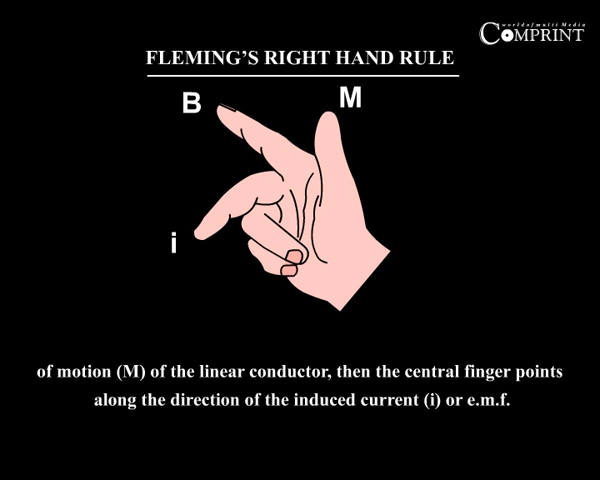 world of multi Media
COMPRINT
FLEMING'S RIGHT HAND RULE
B
M
i
of motion (M) of the linear conductor, then the central finger points
along the direction of the induced current (i) or e.m.f.